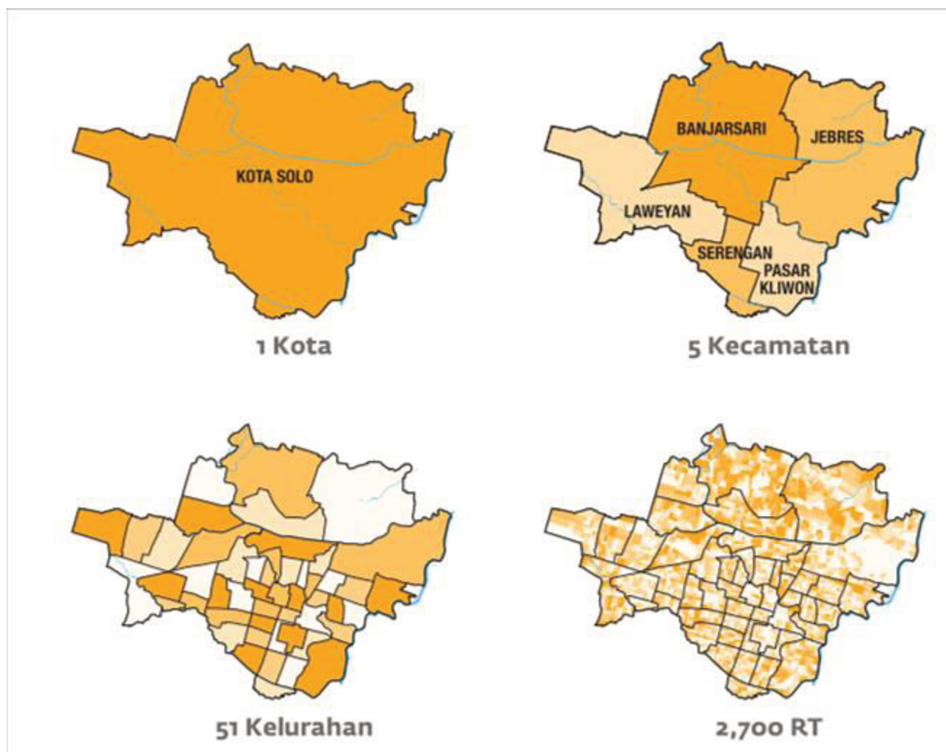 KOTA SOLO
1 Kota
BANJARSARI
JEBRES
LAWEYAN
SERENGAN
PASAR
KLIWON
5 Kecamatan
51 Kelurahan
2,700 RT